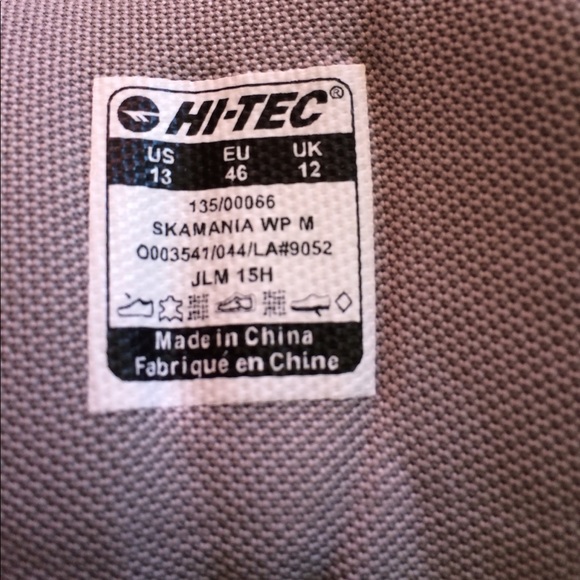 HI-TEC®
US EU UK
13 46 12
135/00066
SKAMANIA WP M
O003541/044/LA#9052
JLM 15H
Made in China
Fabriqué en Chine